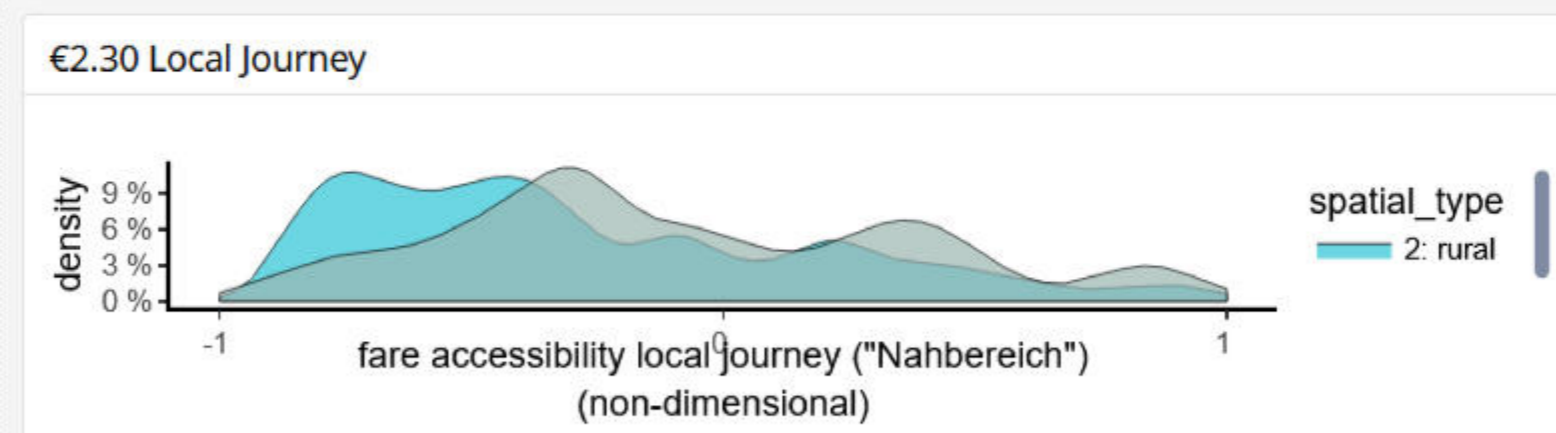 €2.30 Local Journey
density
9 %
6 %
3 %
0 %
-1
0
1
fare accessibility local journey ("Nahbereich")
(non-dimensional)
spatial_type
2: rural